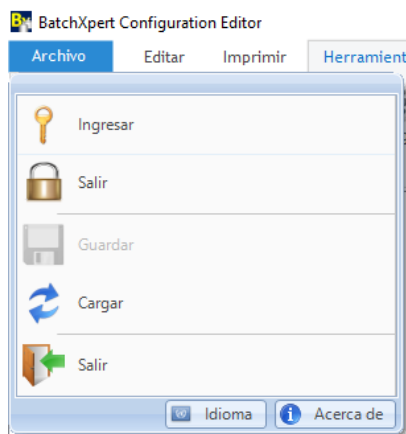 BatchXpert Configuration Editor
Archivo Editar Imprimir Herramient
Ingresar
Salir
Guardar
Cargar
Salir
Idioma Acerca de